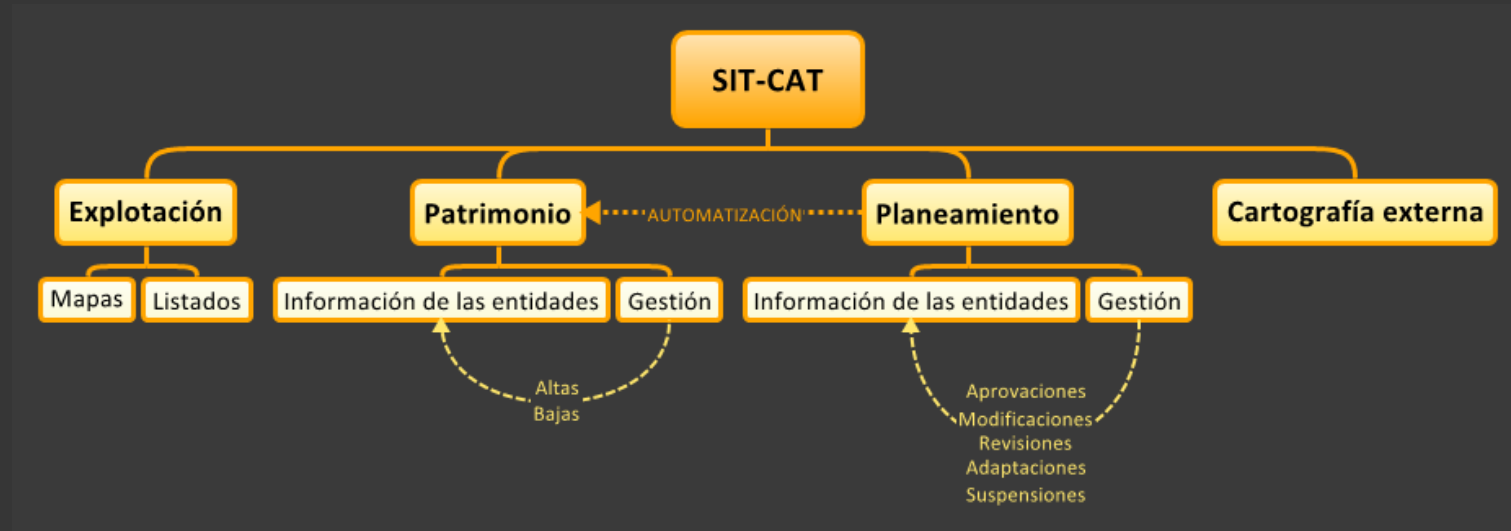 SIT-CAT
Explotación
Patrimonio
AUTOMATIZACIÓN
Planeamiento
Cartografía externa
Mapas
Listados
Información de las entidades
Gestión
Información de las entidades
Gestión
Altas
Bajas
Aprovaciones
Modificaciones
Revisiones
Adaptaciones
Suspensiones